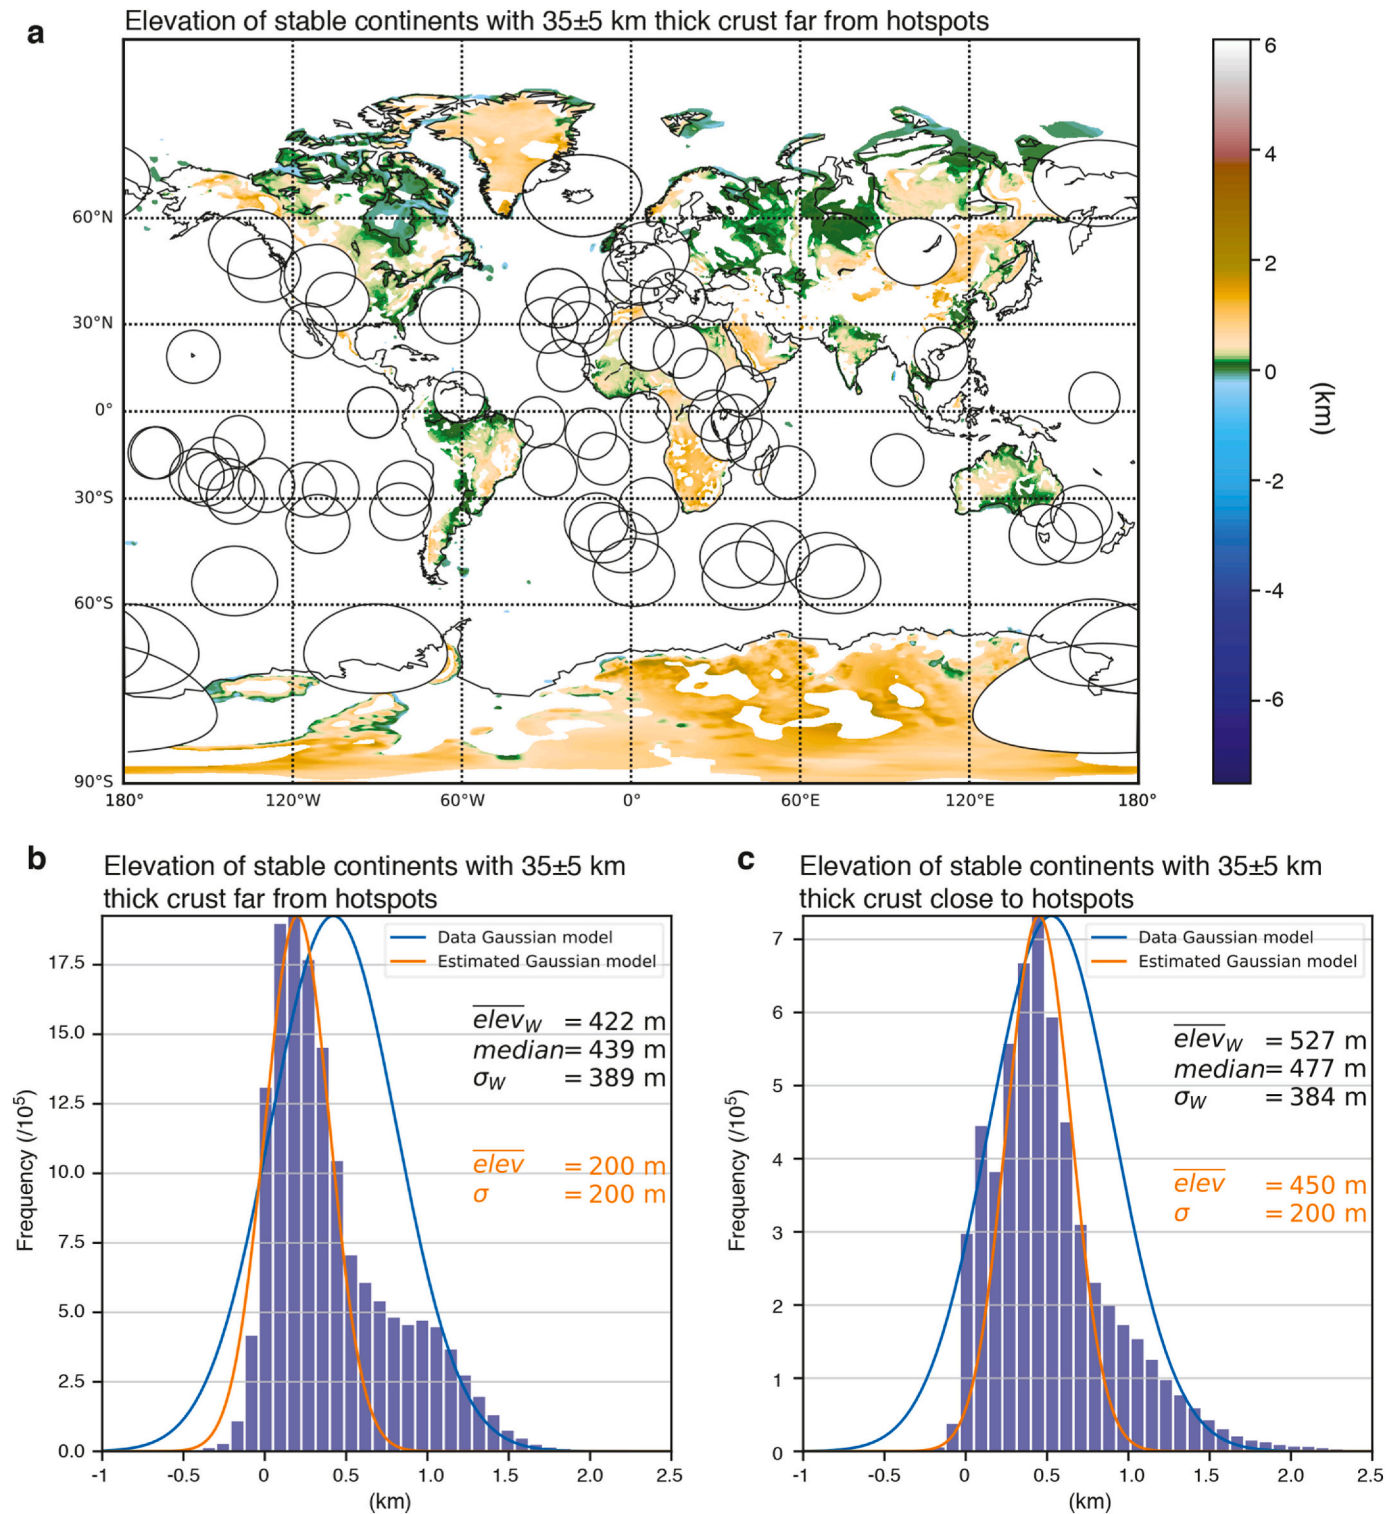 a
Elevation of stable continents with 35±5 km thick crust far from hotspots
60°N
30°N
0°
30°S
60°S
90°S
180°
120°W
60°W
0°
60°E
120°E
180°
6
4
2
0
-2
-4
-6
(km)
b
Elevation of stable continents with 35±5 km
thick crust far from hotspots
Data Gaussian model
Estimated Gaussian model
elev_W = 422 m
median= 439 m
σ_W = 389 m
elev = 200 m
σ = 200 m
17.5
15.0
12.5
10.0
7.5
5.0
2.5
0.0
Frequency (/10⁵)
-1
-0.5
0
0.5
1.0
1.5
2.0
2.5
(km)
c
Elevation of stable continents with 35±5 km
thick crust close to hotspots
Data Gaussian model
Estimated Gaussian model
elev_W = 527 m
median= 477 m
σ_W = 384 m
elev = 450 m
σ = 200 m
7
6
5
4
3
2
1
0
Frequency (/10⁵)
-1
-0.5
0
0.5
1.0
1.5
2.0
2.5
(km)